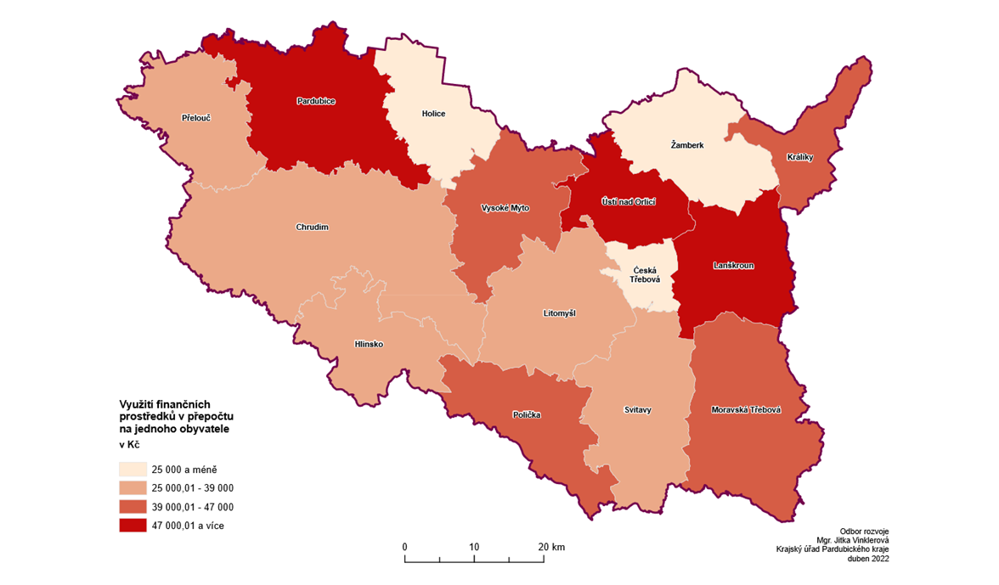 Pardubice
Přelouč
Holice
Žamberk
Králíky
Ústí nad Orlicí
Vysoké Mýto
Chrudim
Lanškroun
Česká
Třebová
Litomyšl
Hlinsko
Svitavy
Moravská Třebová
Polička
Využití finančních
prostředků v přepočtu
na jednoho obyvatele
v Kč
25 000 a méně
25 000,01 - 39 000
39 000,01 - 47 000
47 000,01 a více
0 10 20 km
Odbor rozvoje
Mgr. Jitka Vinklerová
Krajský úřad Pardubického kraje
duben 2022